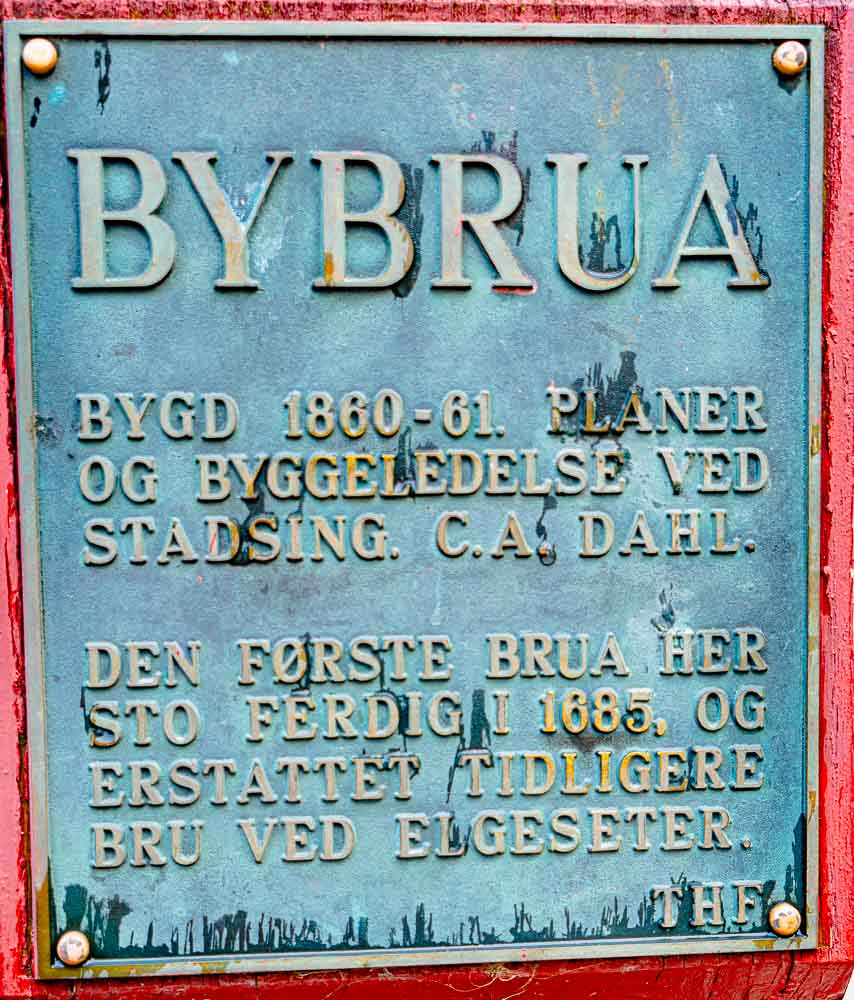 BYBRUA
BYGD 1860-61. PLANER
OG BYGGELEDELSE VED
STADSING. C.A. DAHL.
DEN FØRSTE BRUA HER
STO FERDIG I 1685, OG
ERSTATTET TIDLIGERE
BRU VED ELGESETER.
THF